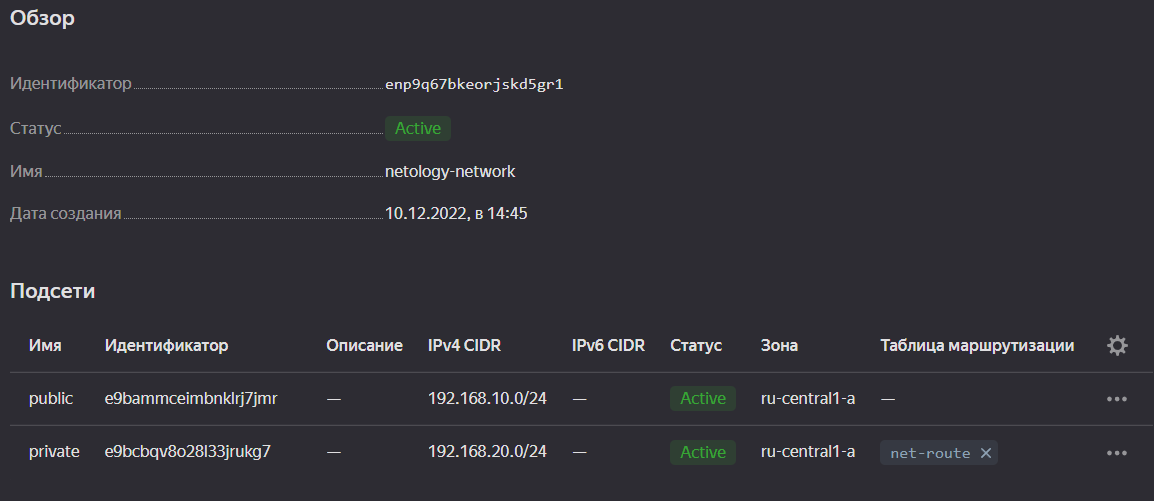 Обзор
Идентификатор enp9q67bkeorjskd5gr1
Статус Active
Имя netology-network
Дата создания 10.12.2022, в 14:45
Подсети
Имя Идентификатор Описание IPv4 CIDR IPv6 CIDR Статус Зона Таблица маршрутизации
public e9bammceimbnklrj7jmr — 192.168.10.0/24 — Active ru-central1-a —
private e9bcbqv8o28l33jrukg7 — 192.168.20.0/24 — Active ru-central1-a net-route